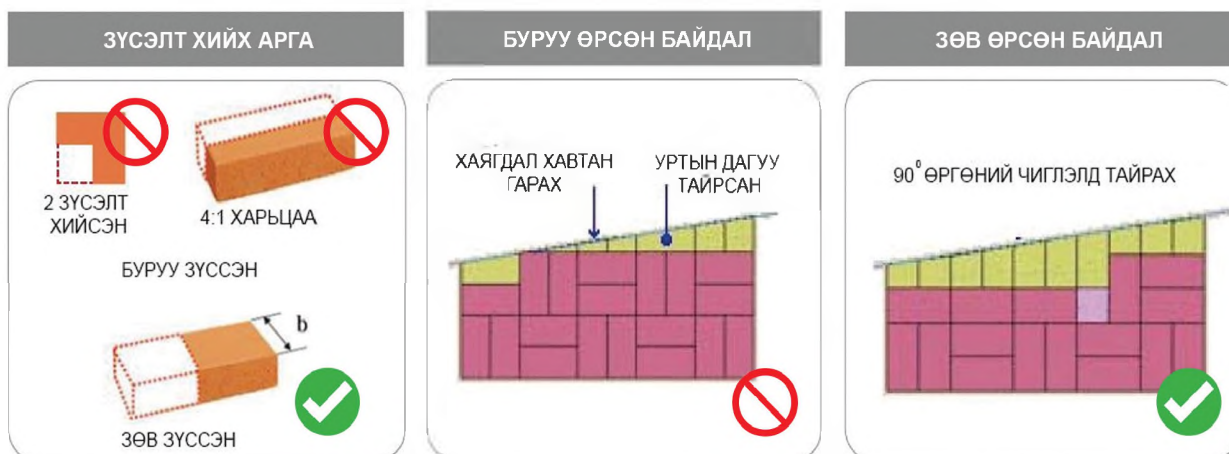 ЗҮСЭЛТ ХИЙХ АРГА
2 ЗҮСЭЛТ
ХИЙСЭН
4:1 ХАРЬЦАА
БУРУУ ЗҮССЭН
b
ЗӨВ ЗҮССЭН
БУРУУ ӨРСӨН БАЙДАЛ
ХАЯГДАЛ ХАВТАН
ГАРАХ
УРТЫН ДАГУУ
ТАЙРСАН
ЗӨВ ӨРСӨН БАЙДАЛ
90⁰ ӨРГӨНИЙ ЧИГЛЭЛД ТАЙРАХ